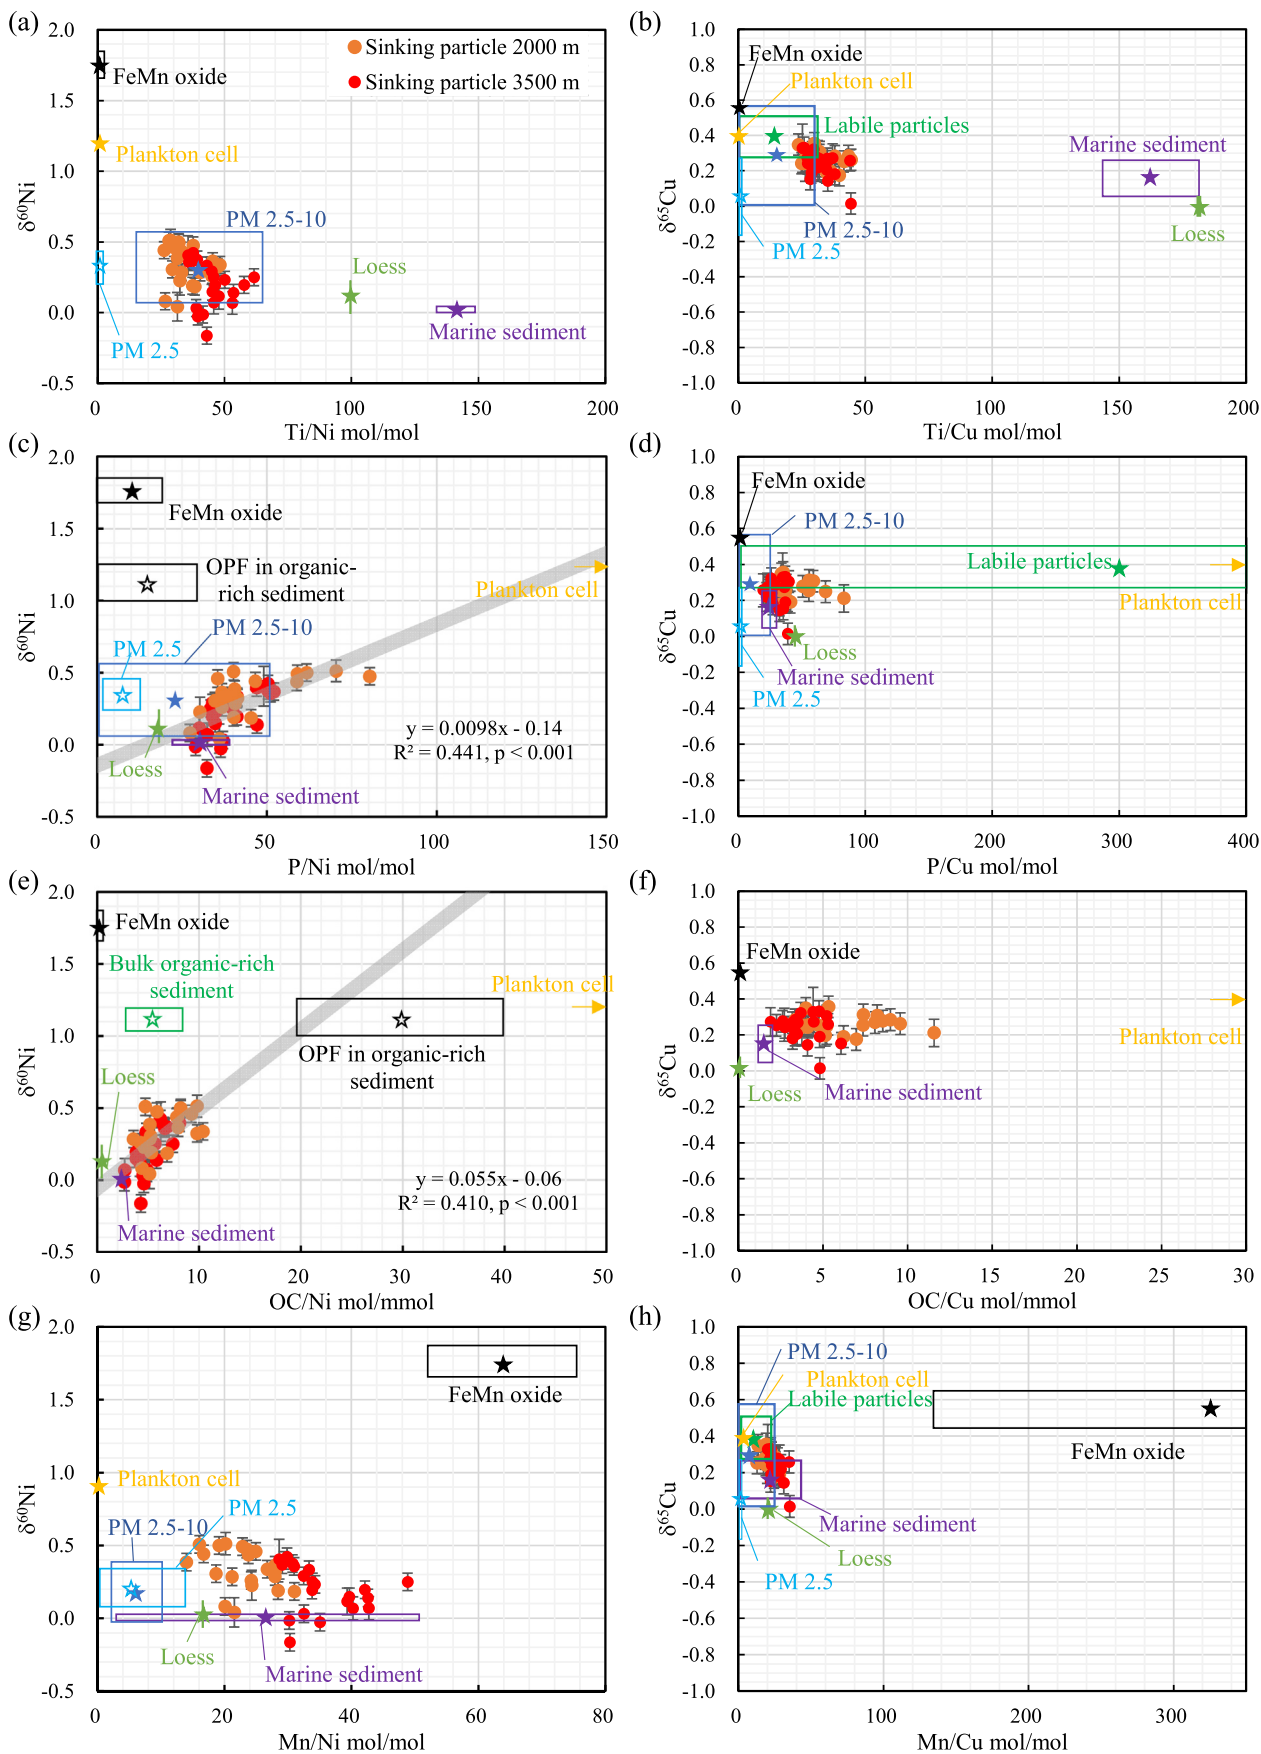 (a)
2.0
1.5
1.0
0.5
0.0
-0.5
δ⁶⁰Ni
Sinking particle 2000 m
Sinking particle 3500 m
FeMn oxide
Plankton cell
PM 2.5-10
Loess
PM 2.5
Marine sediment
0 50 100 150 200
Ti/Ni mol/mol
(b)
1.0
0.8
0.6
0.4
0.2
0.0
-0.2
-0.4
-0.6
-0.8
-1.0
δ⁶⁵Cu
FeMn oxide
Plankton cell
Labile particles
Marine sediment
PM 2.5-10
PM 2.5
Loess
0 50 100 150 200
Ti/Cu mol/mol
(c)
2.0
1.5
1.0
0.5
0.0
-0.5
δ⁶⁰Ni
FeMn oxide
OPF in organic-
rich sediment
Plankton cell
PM 2.5-10
PM 2.5
y = 0.0098x - 0.14
R² = 0.441, p < 0.001
Loess
Marine sediment
0 50 100 150
P/Ni mol/mol
(d)
1.0
0.8
0.6
0.4
0.2
0.0
-0.2
-0.4
-0.6
-0.8
-1.0
δ⁶⁵Cu
FeMn oxide
PM 2.5-10
Labile particles
Plankton cell
Loess
Marine sediment
PM 2.5
0 100 200 300 400
P/Cu mol/mol
(e)
2.0
1.5
1.0
0.5
0.0
-0.5
δ⁶⁰Ni
FeMn oxide
Bulk organic-rich
sediment
Plankton cell
OPF in organic-rich
sediment
Loess
y = 0.055x - 0.06
R² = 0.410, p < 0.001
Marine sediment
0 10 20 30 40 50
OC/Ni mol/mmol
(f)
1.0
0.8
0.6
0.4
0.2
0.0
-0.2
-0.4
-0.6
-0.8
-1.0
δ⁶⁵Cu
FeMn oxide
Plankton cell
Loess
Marine sediment
0 5 10 15 20 25 30
OC/Cu mol/mmol
(g)
2.0
1.5
1.0
0.5
0.0
-0.5
δ⁶⁰Ni
FeMn oxide
Plankton cell
PM 2.5
PM 2.5-10
Loess
Marine sediment
0 20 40 60 80
Mn/Ni mol/mol
(h)
1.0
0.8
0.6
0.4
0.2
0.0
-0.2
-0.4
-0.6
-0.8
-1.0
δ⁶⁵Cu
PM 2.5-10
Plankton cell
Labile particles
FeMn oxide
Marine sediment
Loess
PM 2.5
0 100 200 300
Mn/Cu mol/mol